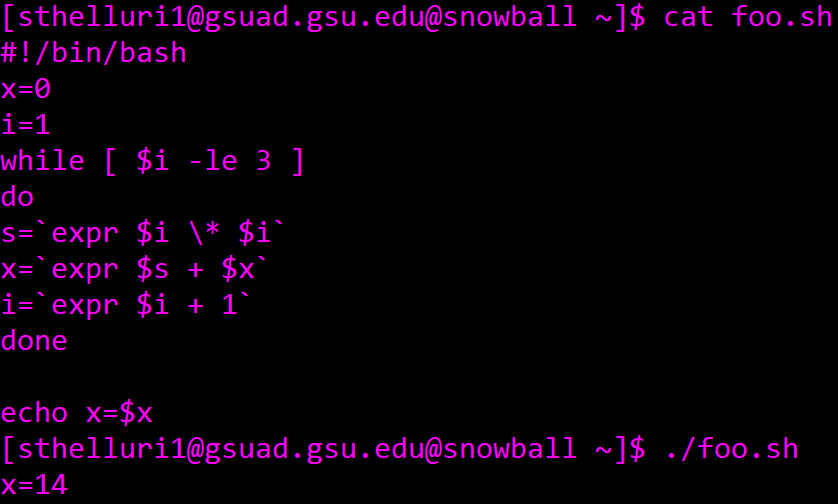 [sthelluri1@gsuad.gsu.edu@snowball ~]$ cat foo.sh
#!/bin/bash
x=0
i=1
while [ $i -le 3 ]
do
s=`expr $i \* $i`
x=`expr $s + $x`
i=`expr $i + 1`
done
echo x=$x
[sthelluri1@gsuad.gsu.edu@snowball ~]$ ./foo.sh
x=14